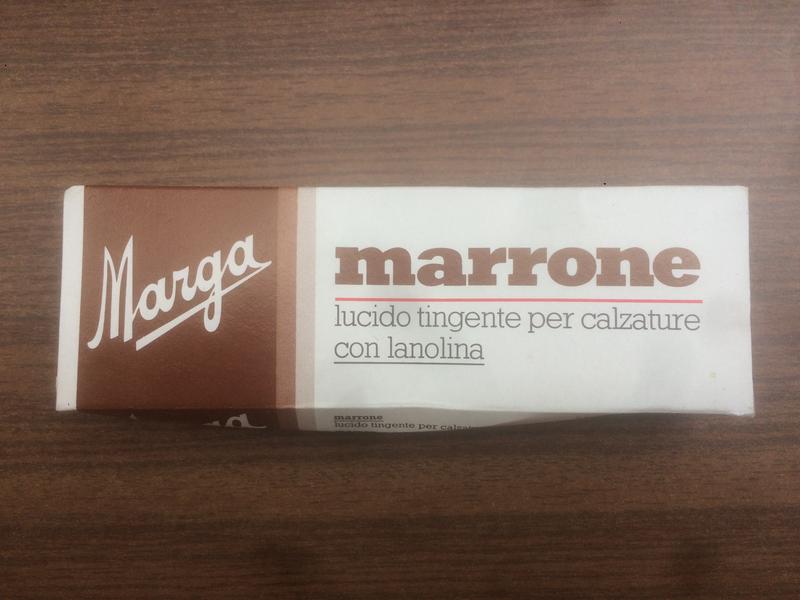 Marga
marrone
lucido tingente per calzature
con lanolina
marrone
lucido tingente per